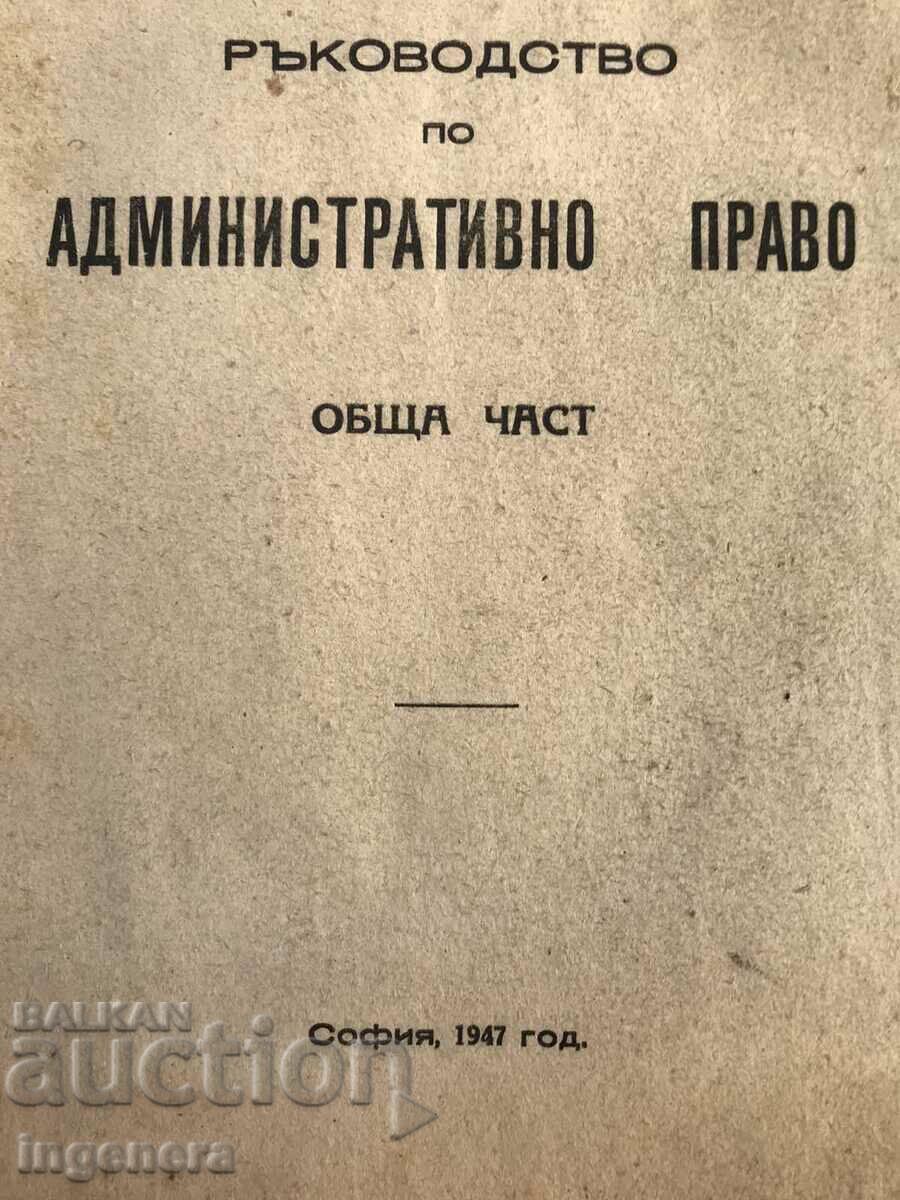 РЪКОВОДСТВО
ПО
АДМИНИСТРАТИВНО ПРАВО
ОБЩА ЧАСТ
София, 1947 год.
BALKAN
auction
ingenera